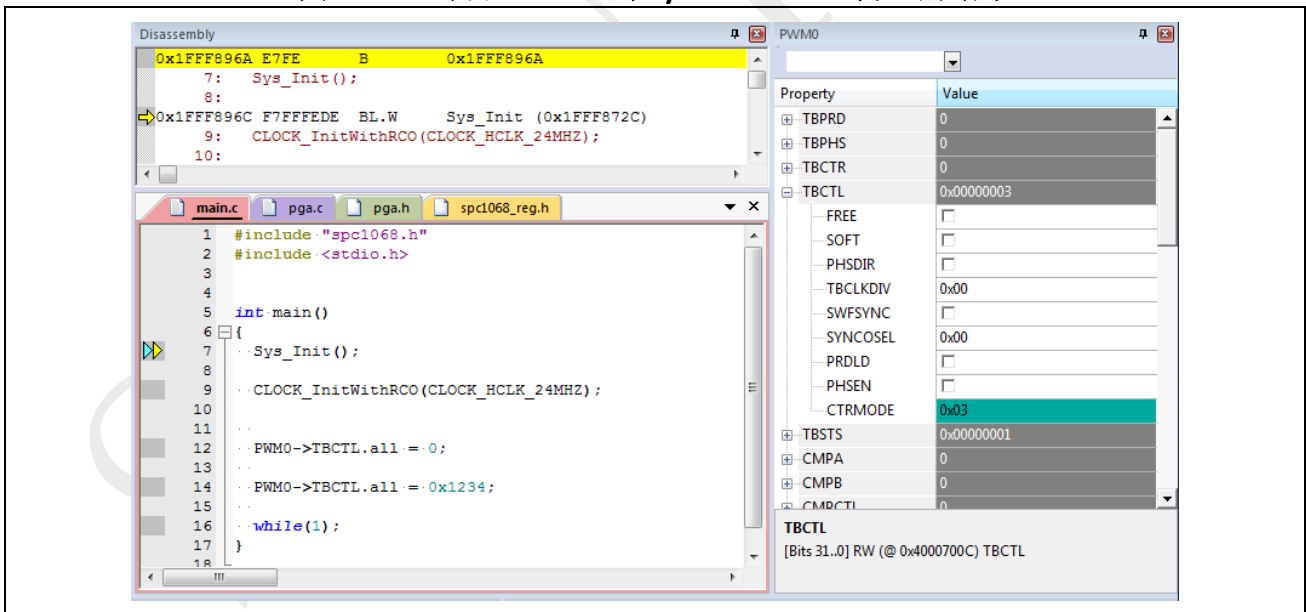 Disassembly
0x1FFF896A E7FE B 0x1FFF896A
7: Sys_Init();
8:
0x1FFF896C F7FFFEDE BL.W Sys_Init (0x1FFF872C)
9: CLOCK_InitWithRCO(CLOCK_HCLK_24MHZ);
10:
main.c pga.c pga.h spc1068_reg.h
1 #include "spc1068.h"
2 #include <stdio.h>
3
4
5 int main()
6 {
7 Sys_Init();
8
9 CLOCK_InitWithRCO(CLOCK_HCLK_24MHZ);
10
11
12 PWM0->TBCTL.all = 0;
13
14 PWM0->TBCTL.all = 0x1234;
15
16 while(1);
17 }
18
PWM0
Property Value
TBPRD 0
TBPHS 0
TBCTR 0
TBCTL 0x00000003
FREE
SOFT
PHSDIR
TBCLKDIV 0x00
SWFSYNC
SYNCOSEL 0x00
PRDLD
PHSEN
CTRMODE 0x03
TBSTS 0x00000001
CMPA 0
CMPB 0
CMPCTL 0
TBCTL
[Bits 31..0] RW (@ 0x4000700C) TBCTL